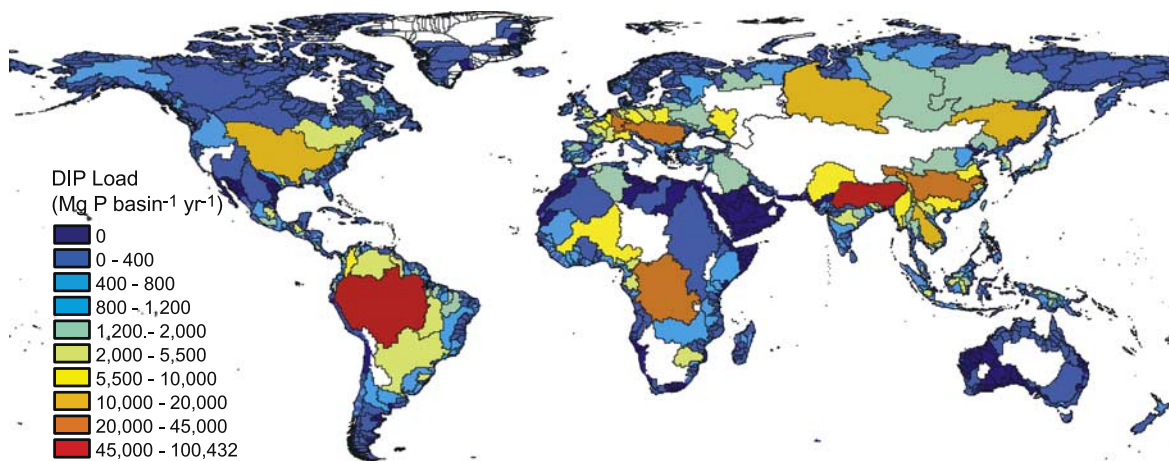 DIP Load
(Mg P basin⁻¹ yr⁻¹)
0
0 - 400
400 - 800
800 - 1,200
1,200 - 2,000
2,000 - 5,500
5,500 - 10,000
10,000 - 20,000
20,000 - 45,000
45,000 - 100,432